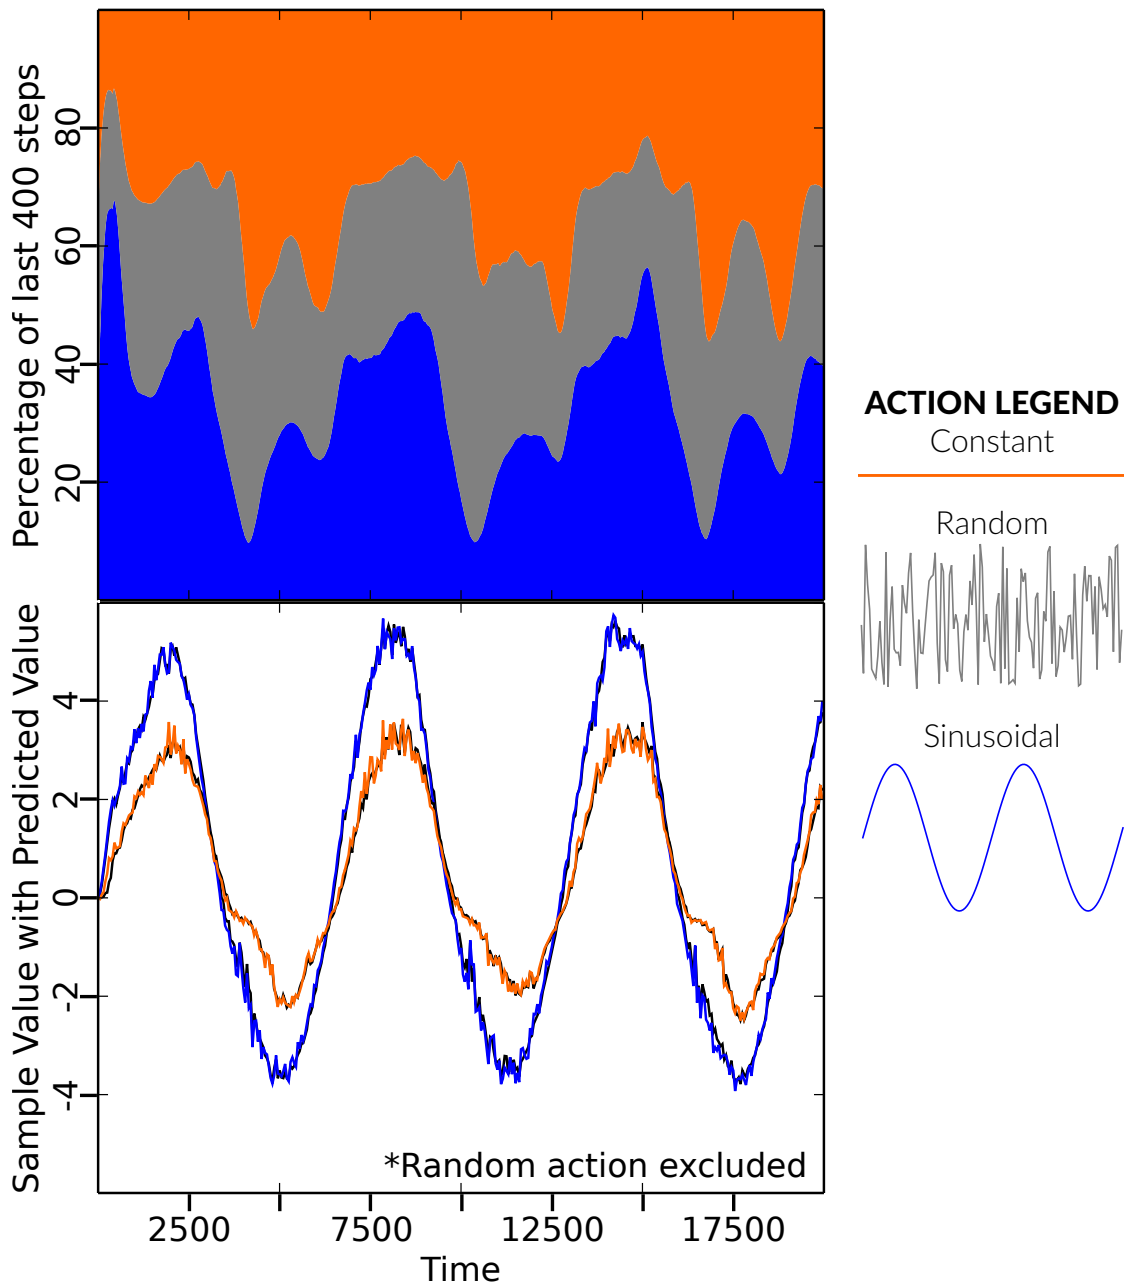 Percentage of last 400 steps
80
60
40
20
Sample Value with Predicted Value
4
2
0
-2
-4
*Random action excluded
2500
7500
12500
17500
Time
ACTION LEGEND
Constant
Random
Sinusoidal